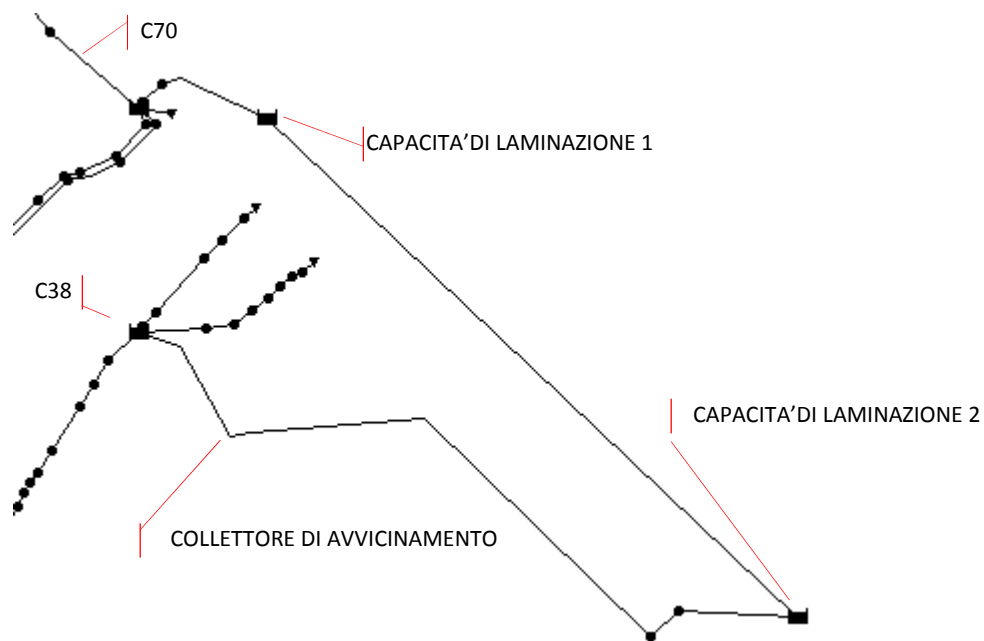 C70
CAPACITA’DI LAMINAZIONE 1
C38
CAPACITA’DI LAMINAZIONE 2
COLLETTORE DI AVVICINAMENTO